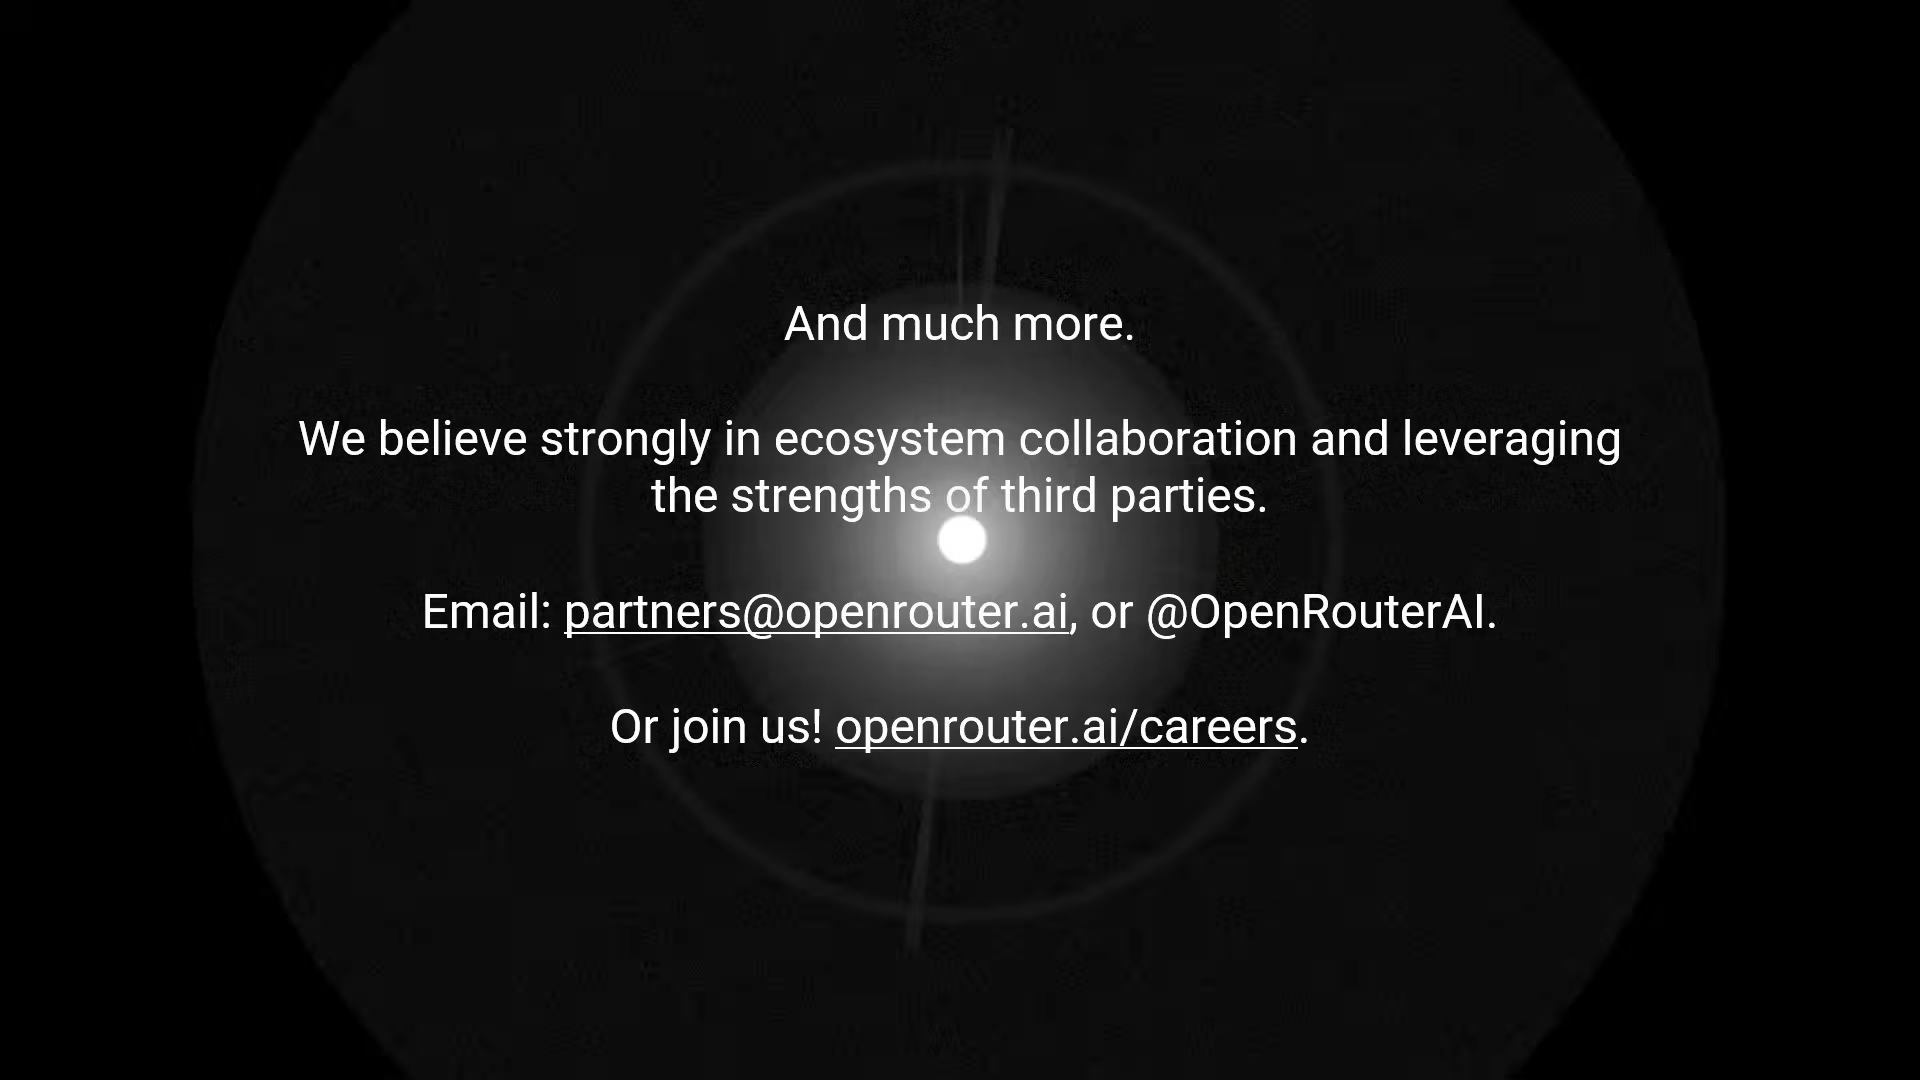 And much more.
We believe strongly in ecosystem collaboration and leveraging
the strengths of third parties.
Email: partners@openrouter.ai, or @OpenRouterAI.
Or join us! openrouter.ai/careers.